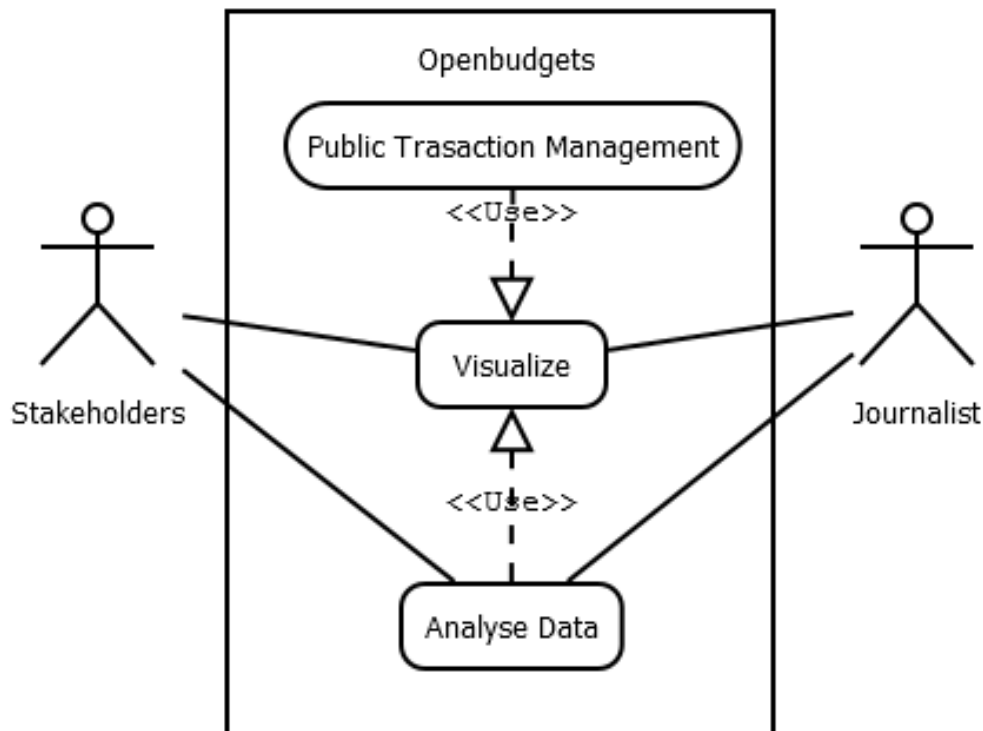 Openbudgets
Public Trasaction Management
<<Use>>
Visualize
Stakeholders
Journalist
<<Use>>
Analyse Data